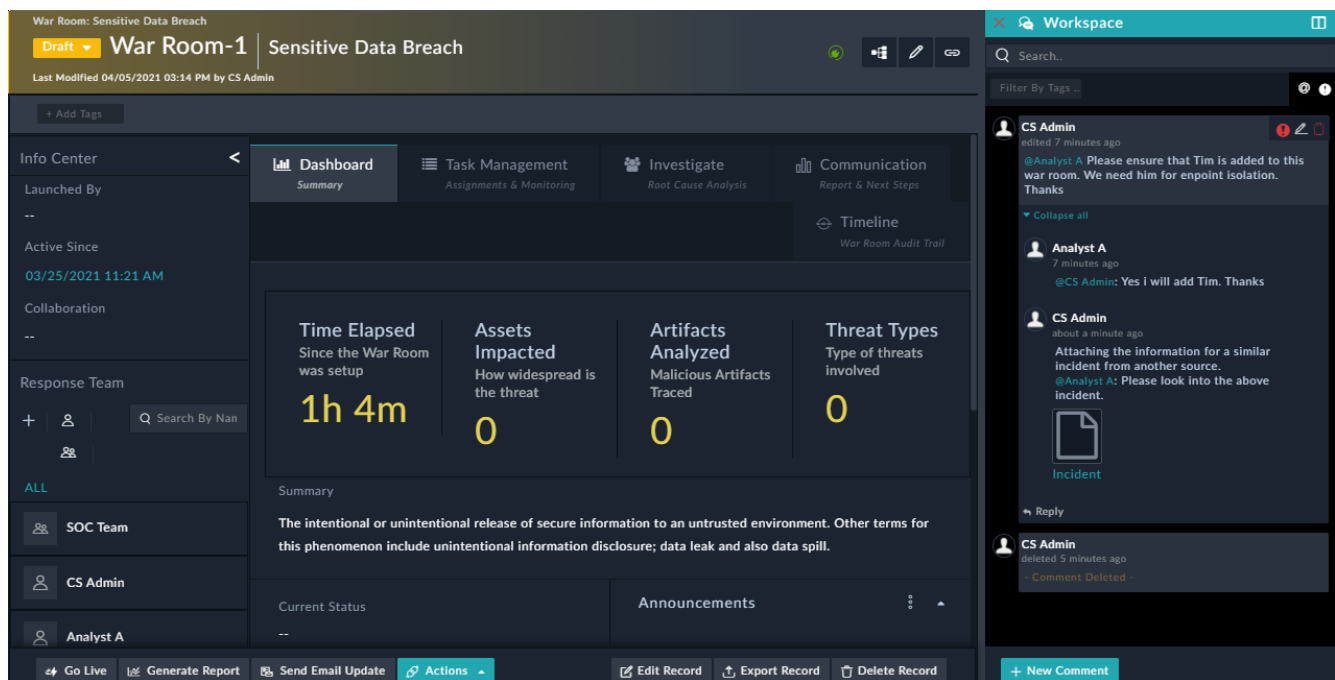 War Room: Sensitive Data Breach
Draft
War Room-1
Sensitive Data Breach
Last Modified 04/05/2021 03:14 PM by CS Admin
+ Add Tags
Info Center
<
Launched By
--
Active Since
03/25/2021 11:21 AM
Collaboration
--
Response Team
+
Search By Nan
ALL
SOC Team
CS Admin
Analyst A
Dashboard
Summary
Task Management
Assignments & Monitoring
Investigate
Root Cause Analysis
Communication
Report & Next Steps
Timeline
War Room Audit Trail
Time Elapsed
Since the War Room
was setup
1h 4m
Assets
Impacted
How widespread is
the threat
0
Artifacts
Analyzed
Malicious Artifacts
Traced
0
Threat Types
Type of threats
involved
0
Summary
The intentional or unintentional release of secure information to an untrusted environment. Other terms for
this phenomenon include unintentional information disclosure; data leak and also data spill.
Current Status
--
Announcements
Go Live
Generate Report
Send Email Update
Actions
Edit Record
Export Record
Delete Record
Workspace
Search..
Filter By Tags ..
@
CS Admin
edited 7 minutes ago
@Analyst A Please ensure that Tim is added to this
war room. We need him for enpoint isolation.
Thanks
Collapse all
Analyst A
7 minutes ago
@CS Admin: Yes i will add Tim. Thanks
CS Admin
about a minute ago
Attaching the information for a similar
incident from another source.
@Analyst A: Please look into the above
incident.
Incident
Reply
CS Admin
deleted 5 minutes ago
- Comment Deleted -
+ New Comment